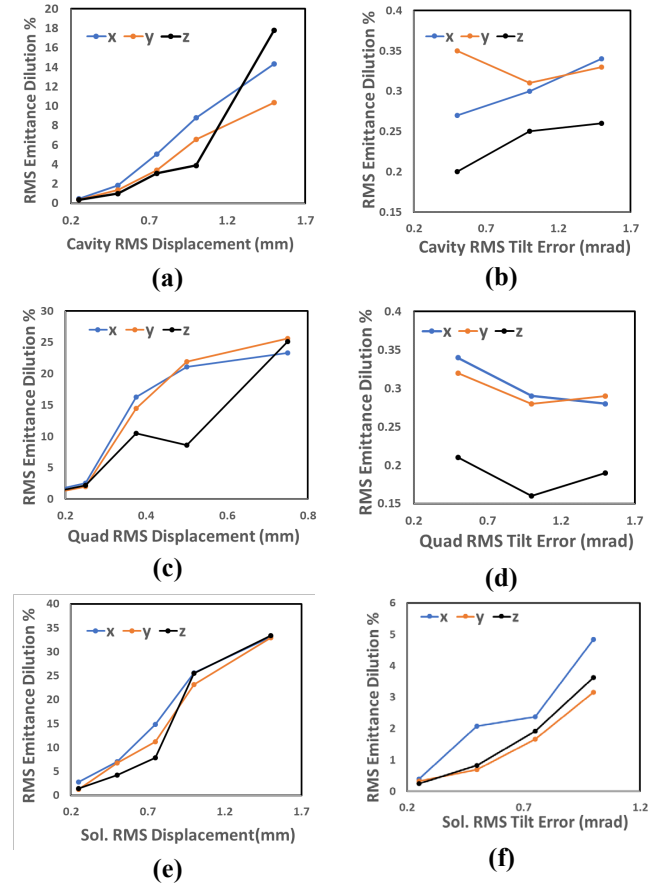 RMS Emittance Dilution %
20
18
16
14
12
10
8
6
4
2
0
x y z
0.2 0.7 1.2 1.7
Cavity RMS Displacement (mm)
(a)
RMS Emittance Dilution %
0.4
0.35
0.3
0.25
0.2
0.15
x y z
0.2 0.7 1.2 1.7
Cavity RMS Tilt Error (mrad)
(b)
RMS Emittance Dilution %
30
25
20
15
10
5
0
x y z
0.2 0.4 0.6 0.8
Quad RMS Displacement (mm)
(c)
RMS Emittance Dilution %
0.4
0.35
0.3
0.25
0.2
0.15
x y z
0.2 0.7 1.2 1.7
Quad RMS Tilt Error (mrad)
(d)
RMS Emittance Dilution %
40
35
30
25
20
15
10
5
0
x y z
0.2 0.7 1.2 1.7
Sol. RMS Displacement(mm)
(e)
RMS Emittance Dilution %
6
5
4
3
2
1
0
x y z
0.2 0.7 1.2
Sol. RMS Tilt Error (mrad)
(f)